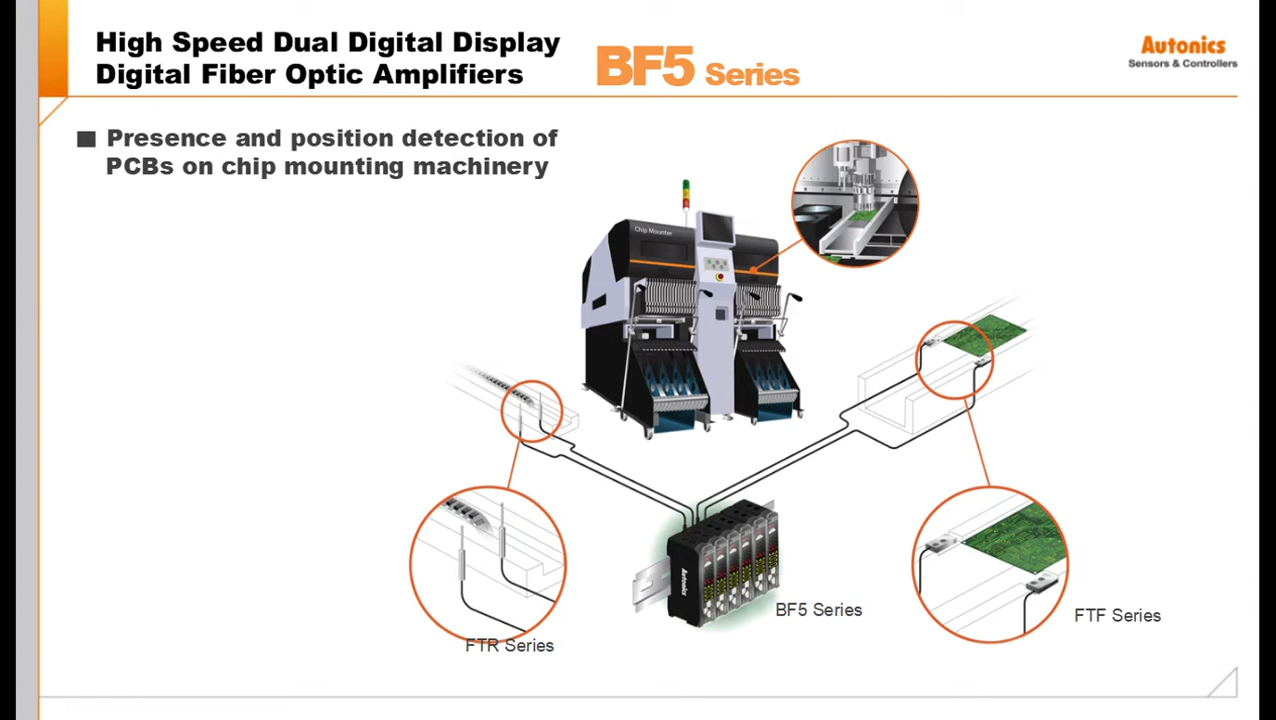 High Speed Dual Digital Display
Digital Fiber Optic Amplifiers
BF5 Series
Autonics
Sensors & Controllers
Presence and position detection of
PCBs on chip mounting machinery
Chip Mounter
Autonics
BF5 Series
FTF Series
FTR Series